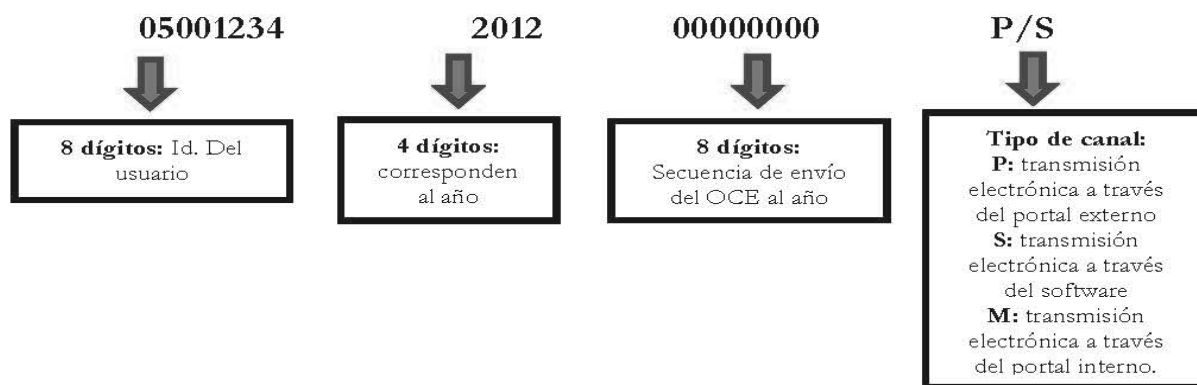 05001234 2012 00000000 P/S
8 dígitos: Id. Del
usuario
4 dígitos:
corresponden
al año
8 dígitos:
Secuencia de envío
del OCE al año
Tipo de canal:
P: transmisión
electrónica a través
del portal externo
S: transmisión
electrónica a través
del software
M: transmisión
electrónica a través
del portal interno.